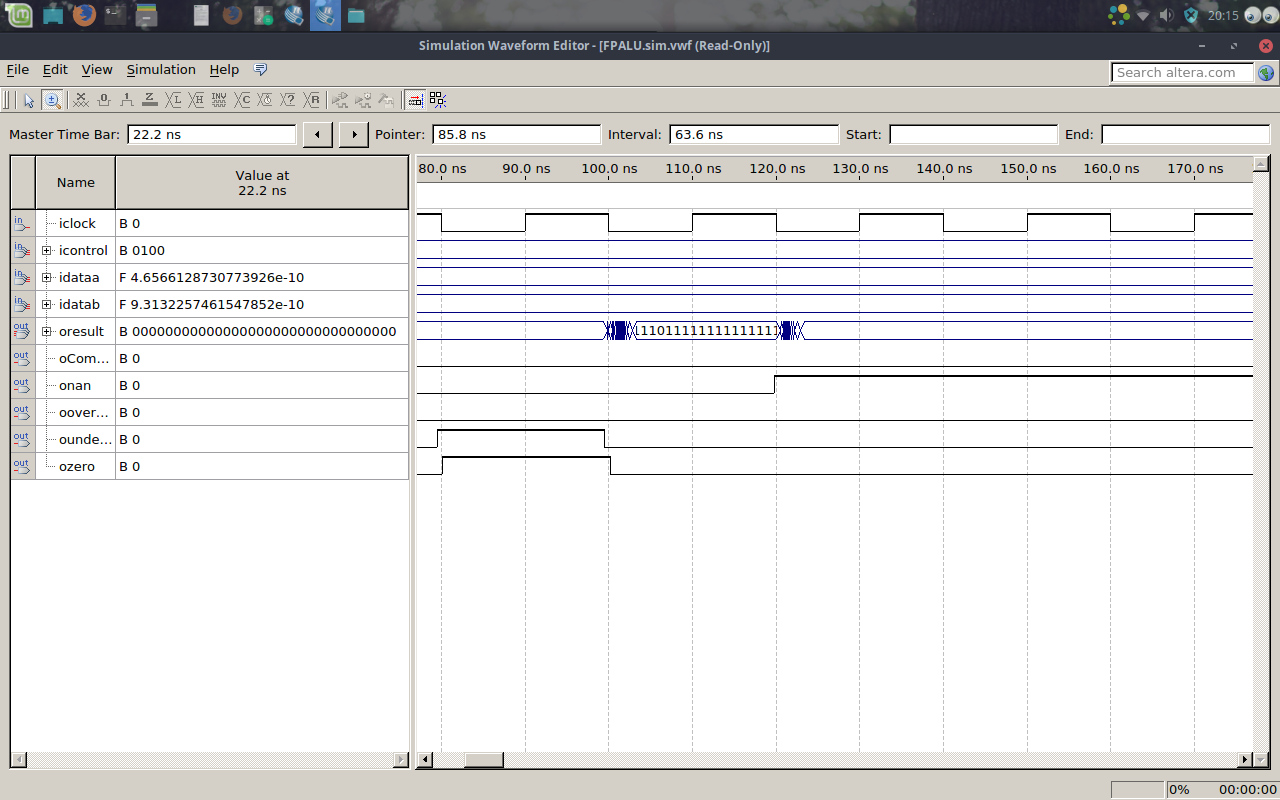 20:15
Simulation Waveform Editor - [FPALU.sim.vwf (Read-Only)]
File Edit View Simulation Help
Search altera.com
Master Time Bar: 22.2 ns Pointer: 85.8 ns Interval: 63.6 ns Start: End:
Name
Value at
22.2 ns
80.0 ns 90.0 ns 100.0 ns 110.0 ns 120.0 ns 130.0 ns 140.0 ns 150.0 ns 160.0 ns 170.0 ns
in iclock B 0
in icontrol B 0100
in idataa F 4.6566128730773926e-10
in idatab F 9.3132257461547852e-10
out oresult B 00000000000000000000000000000000
out oCom... B 0
out onan B 0
out oover... B 0
out ounde... B 0
out ozero B 0
0% 00:00:00